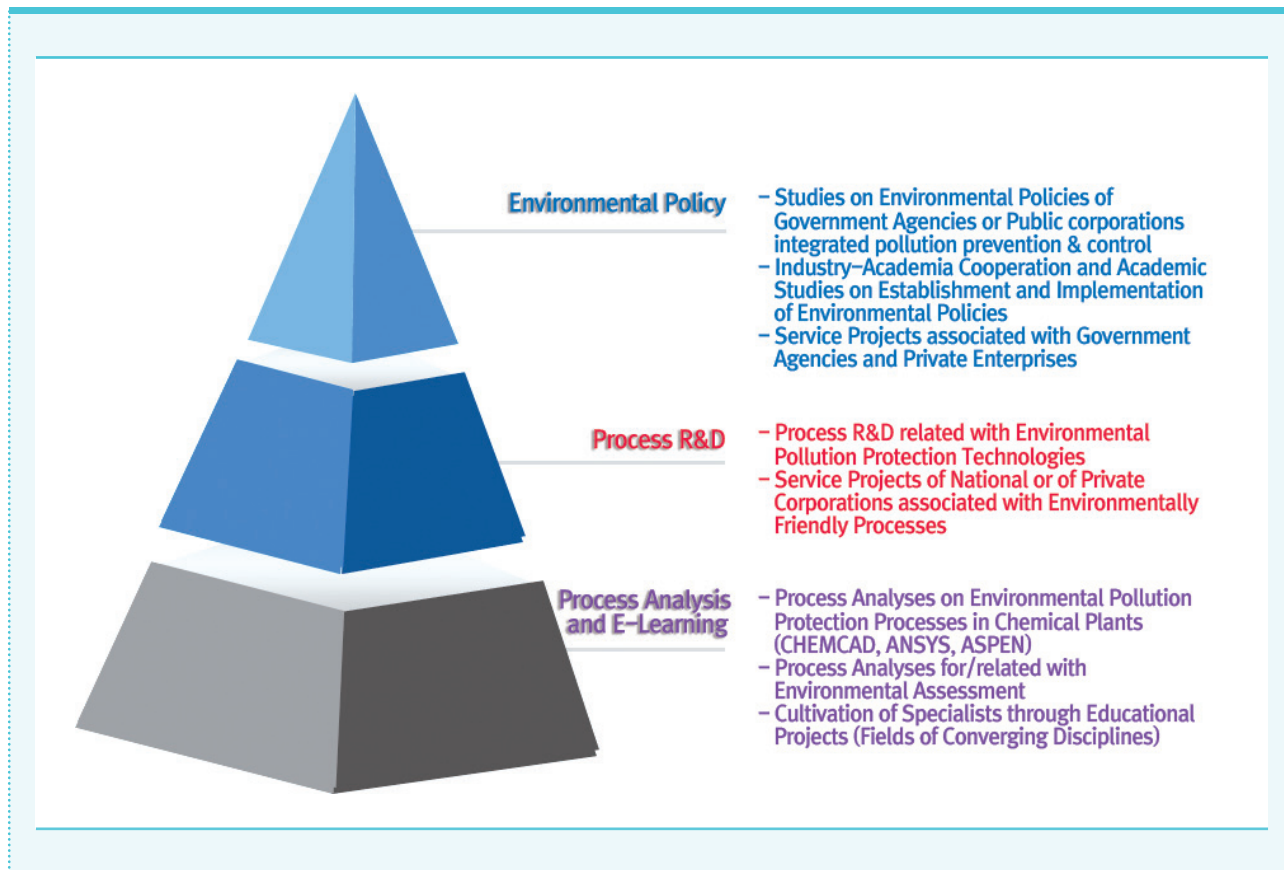 Environmental Policy
– Studies on Environmental Policies of
Government Agencies or Public corporations
integrated pollution prevention & control
– Industry–Academia Cooperation and Academic
Studies on Establishment and Implementation
of Environmental Policies
– Service Projects associated with Government
Agencies and Private Enterprises
Process R&D
– Process R&D related with Environmental
Pollution Protection Technologies
– Service Projects of National or of Private
Corporations associated with Environmentally
Friendly Processes
Process Analysis
and E–Learning
– Process Analyses on Environmental Pollution
Protection Processes in Chemical Plants
(CHEMCAD, ANSYS, ASPEN)
– Process Analyses for/related with
Environmental Assessment
– Cultivation of Specialists through Educational
Projects (Fields of Converging Disciplines)